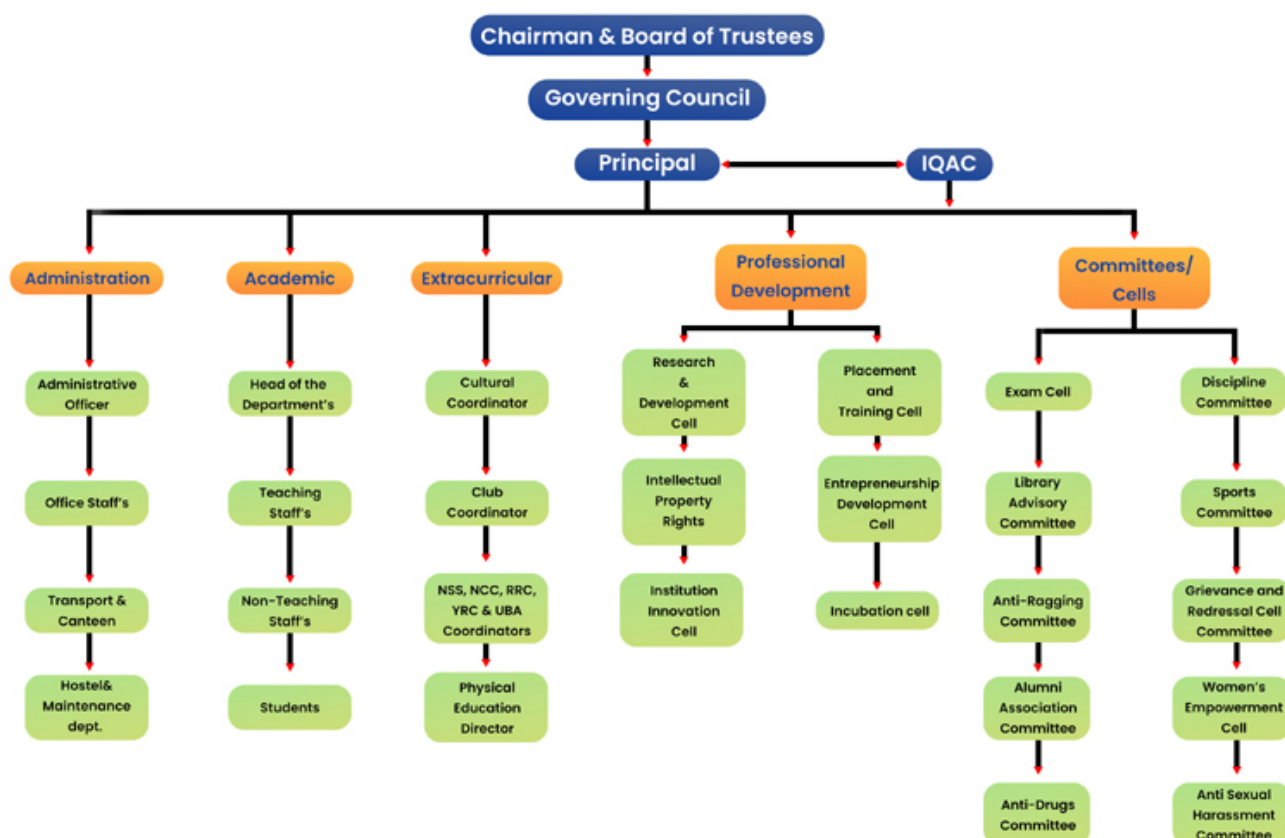 Chairman & Board of Trustees
Governing Council
Principal
IQAC
Administration
Academic
Extracurricular
Professional
Development
Committees/
Cells
Administrative
Officer
Office Staff's
Transport &
Canteen
Hostel&
Maintenance
dept.
Head of the
Department's
Teaching
Staff's
Non-Teaching
Staff's
Students
Cultural
Coordinator
Club
Coordinator
NSS, NCC, RRC,
YRC & UBA
Coordinators
Physical
Education
Director
Research
&
Development
Cell
Intellectual
Property
Rights
Institution
Innovation
Cell
Placement
and
Training Cell
Entrepreneurship
Development
Cell
Incubation cell
Exam Cell
Library
Advisory
Committee
Anti-Ragging
Committee
Alumni
Association
Committee
Anti-Drugs
Committee
Discipline
Committee
Sports
Committee
Grievance and
Redressal Cell
Committee
Women's
Empowerment
Cell
Anti Sexual
Harassment
Committee